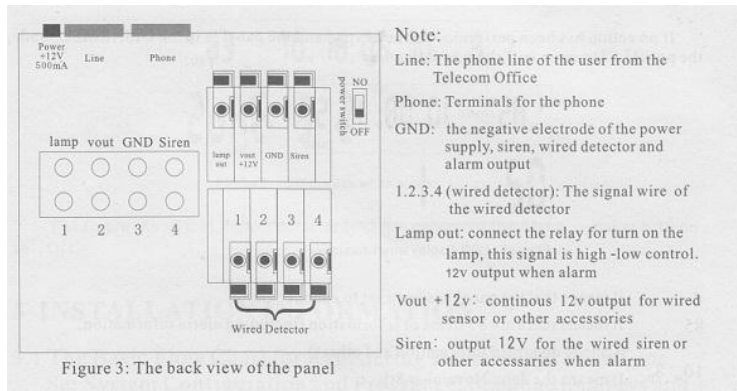 Power
+12V
500mA
Line
Phone
NO
power switch
OFF
lamp out
vout +12V
GND
Siren
lamp vout GND Siren
1 2 3 4
1 2 3 4
Wired Detector
Figure 3: The back view of the panel
Note:
Line: The phone line of the user from the
Telecom Office
Phone: Terminals for the phone
GND: the negative electrode of the power
supply, siren, wired detector and
alarm output
1.2.3.4 (wired detector): The signal wire of
the wired detector
Lamp out: connect the relay for turn on the
lamp, this signal is high -low control.
12v output when alarm
Vout +12v: continous 12v output for wired
sensor or other accessories
Siren: output 12V for the wired siren or
other accessaries when alarm